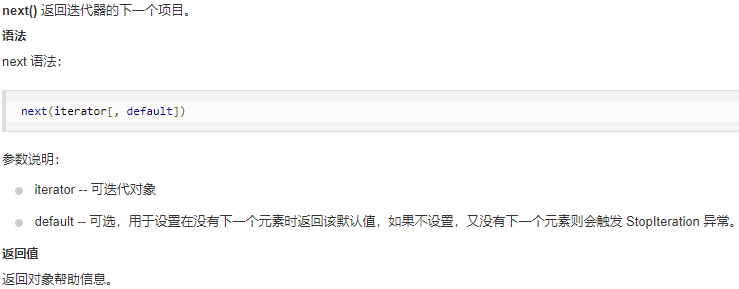 next() 返回迭代器的下一个项目。
语法
next 语法：
next(iterator[, default])
参数说明：
iterator -- 可迭代对象
default -- 可选，用于设置在没有下一个元素时返回该默认值，如果不设置，又没有下一个元素则会触发 StopIteration 异常。
返回值
返回对象帮助信息。